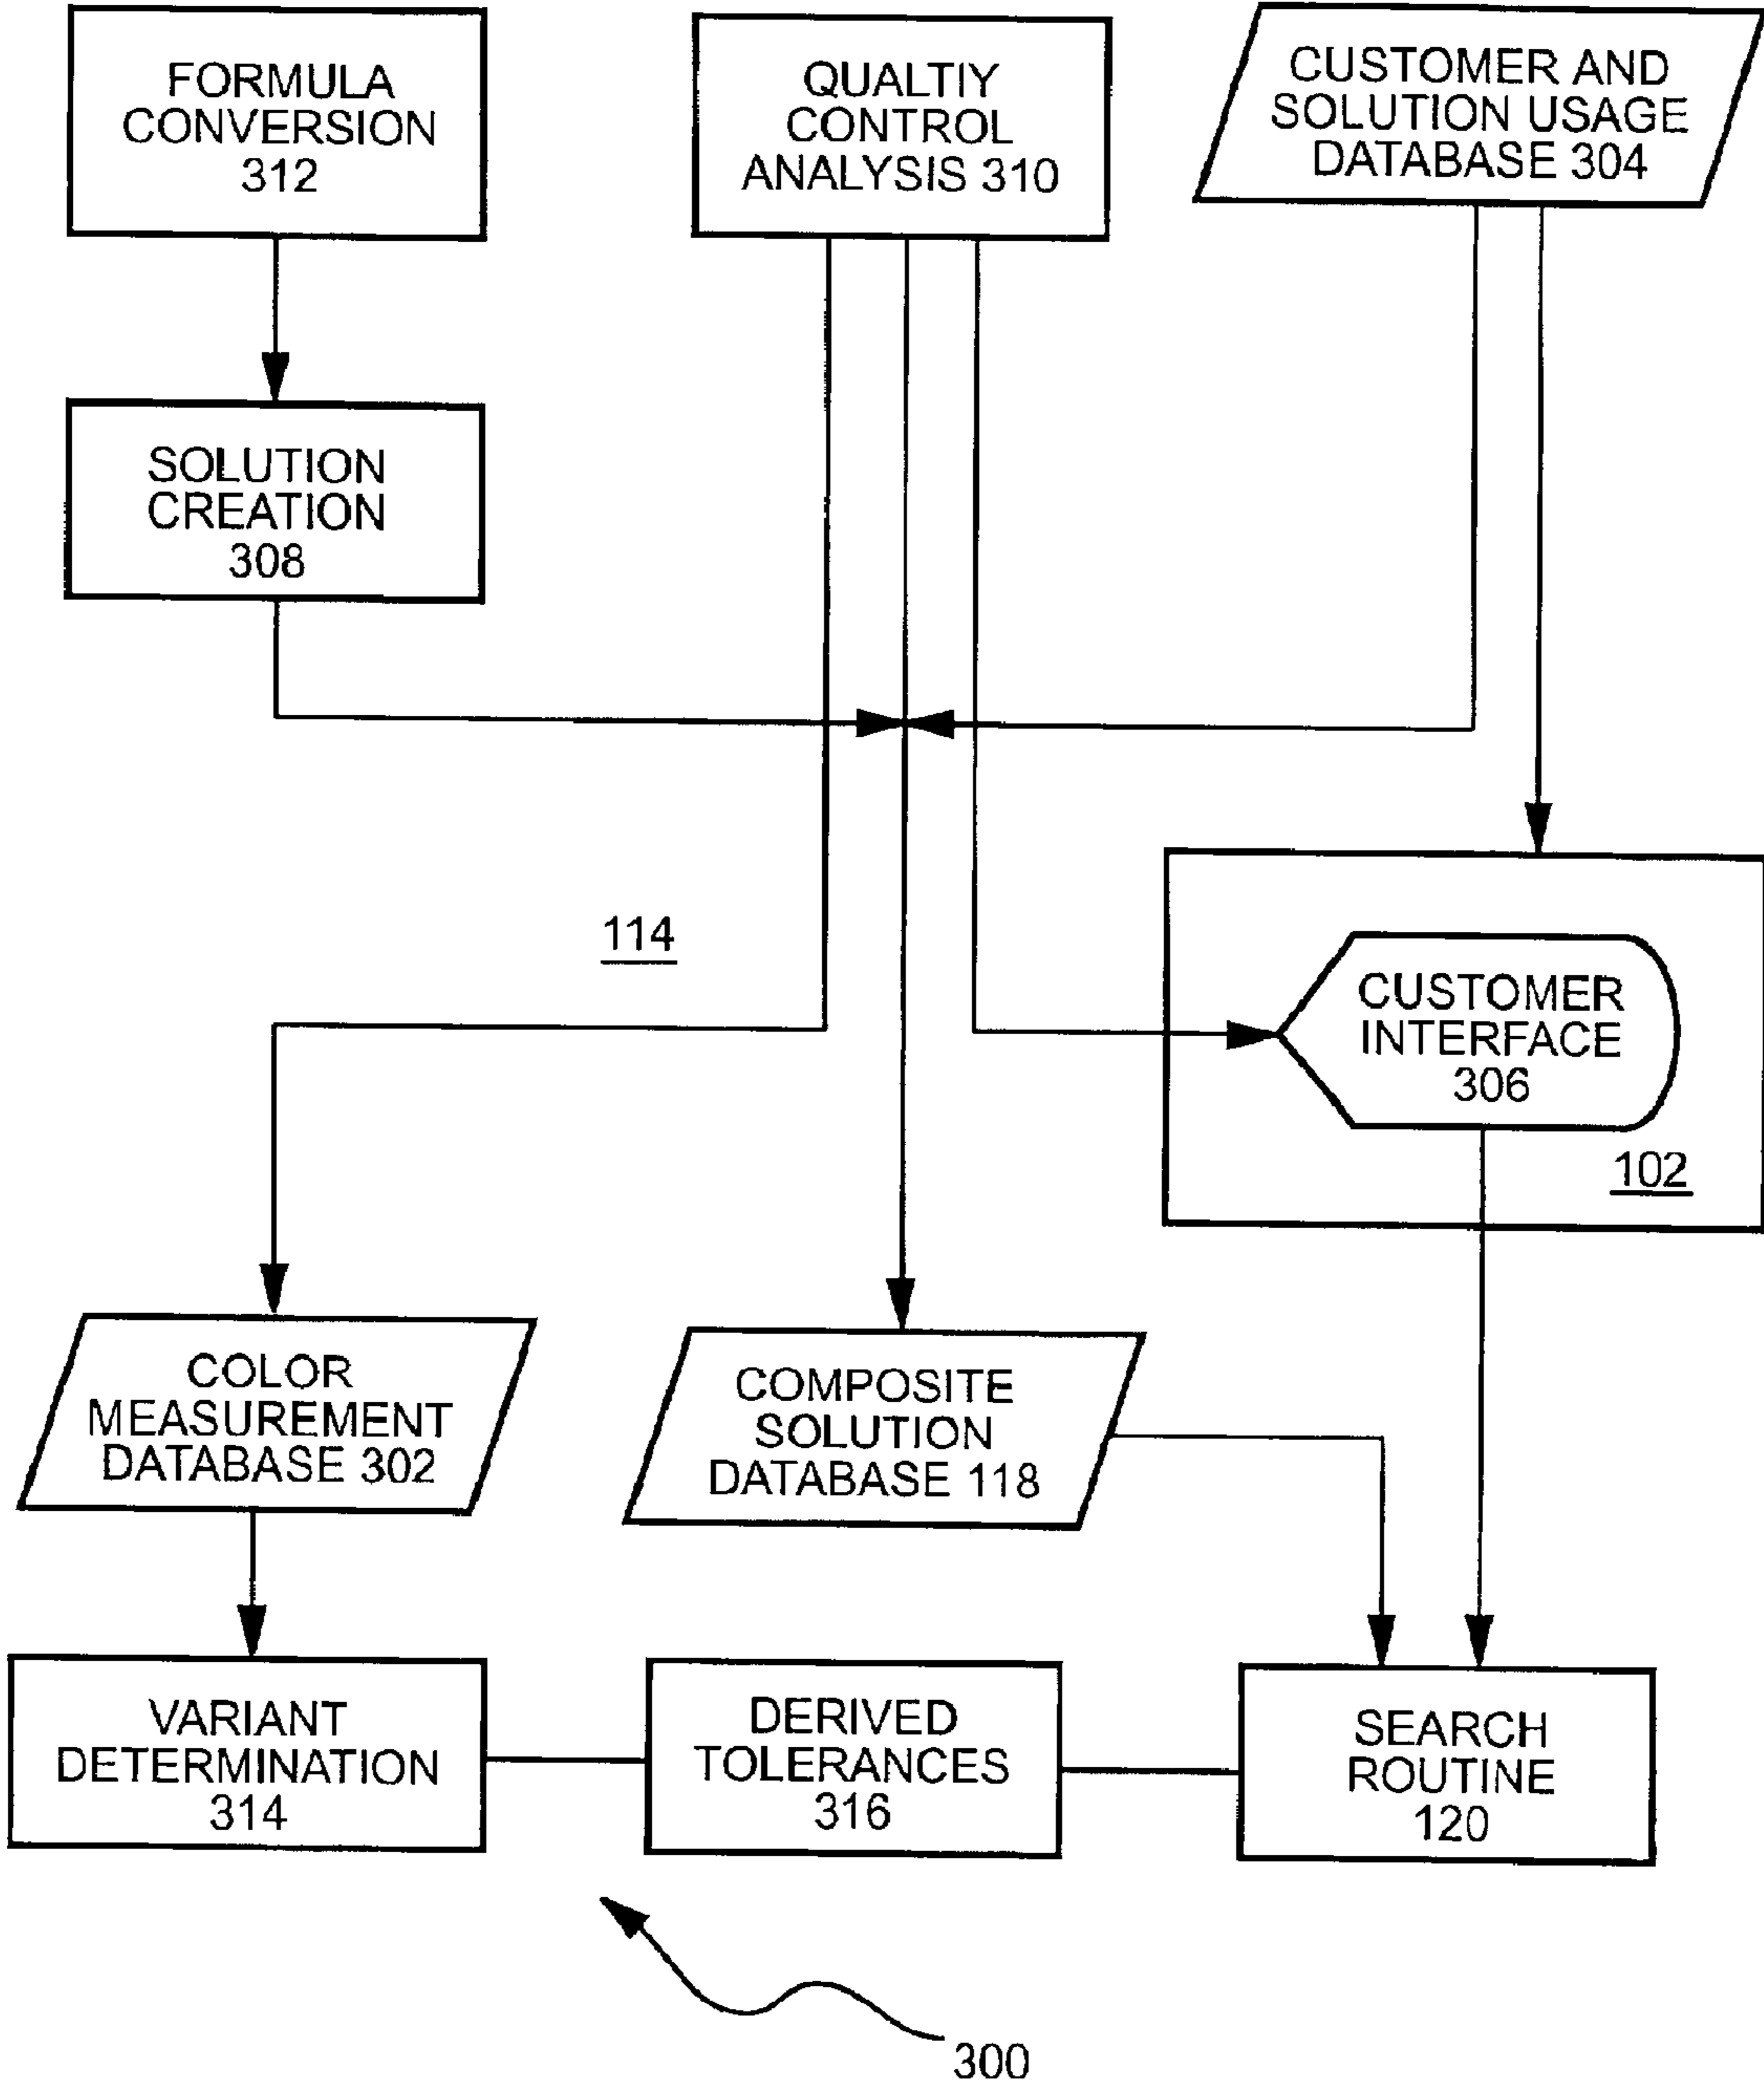 FORMULA
CONVERSION
312
QUALTIY
CONTROL
ANALYSIS 310
CUSTOMER AND
SOLUTION USAGE
DATABASE 304
SOLUTION
CREATION
308
114
CUSTOMER
INTERFACE
306
102
COLOR
MEASUREMENT
DATABASE 302
COMPOSITE
SOLUTION
DATABASE 118
VARIANT
DETERMINATION
314
DERIVED
TOLERANCES
316
SEARCH
ROUTINE
120
300